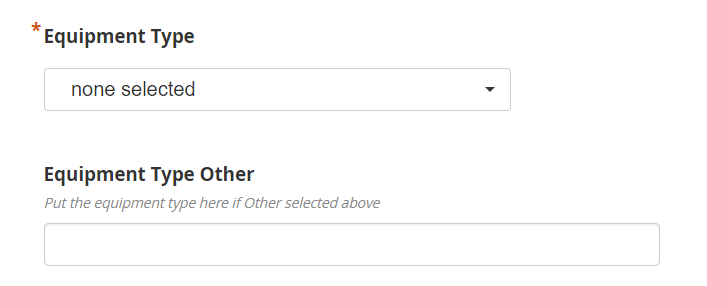 * Equipment Type
none selected
Equipment Type Other
Put the equipment type here if Other selected above